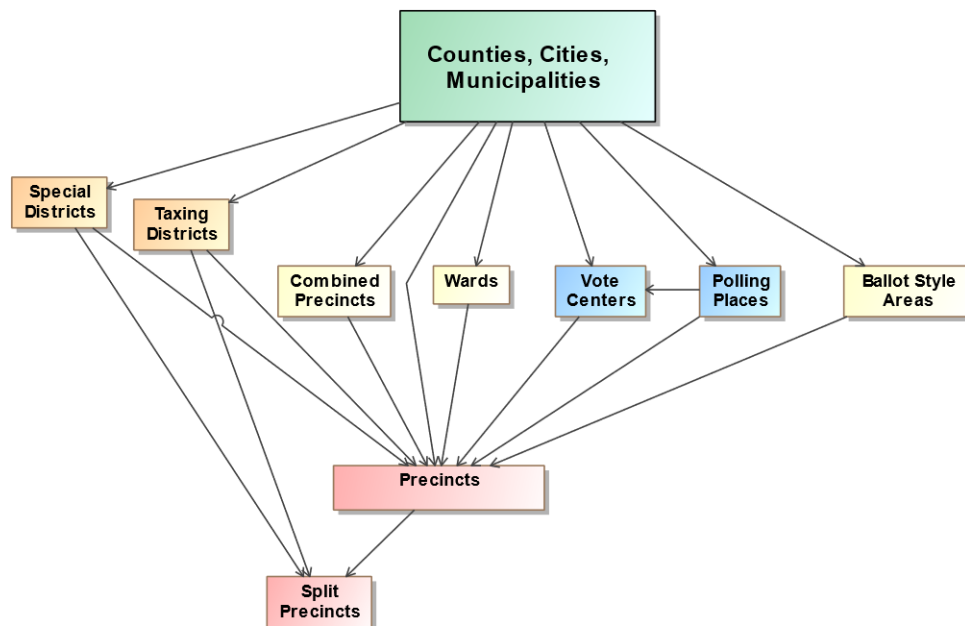 Counties, Cities,
Municipalities
Special
Districts
Taxing
Districts
Combined
Precincts
Wards
Vote
Centers
Polling
Places
Ballot Style
Areas
Precincts
Split
Precincts